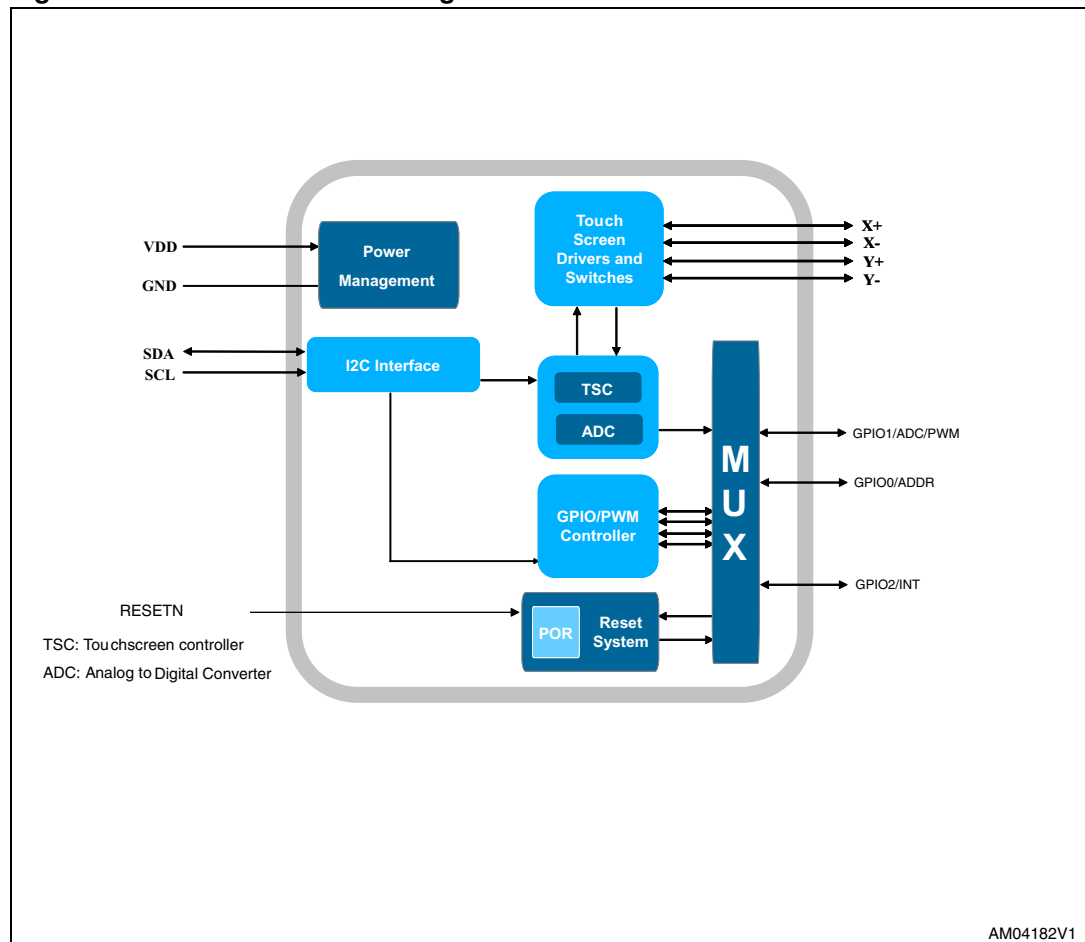 VDD
GND
Power
Management
Touch
Screen
Drivers and
Switches
X+
X-
Y+
Y-
SDA
SCL
I2C Interface
TSC
ADC
GPIO/PWM
Controller
M
U
X
GPIO1/ADC/PWM
GPIO0/ADDR
GPIO2/INT
RESETN
POR
Reset
System
TSC: Touchscreen controller
ADC: Analog to Digital Converter
AM04182V1